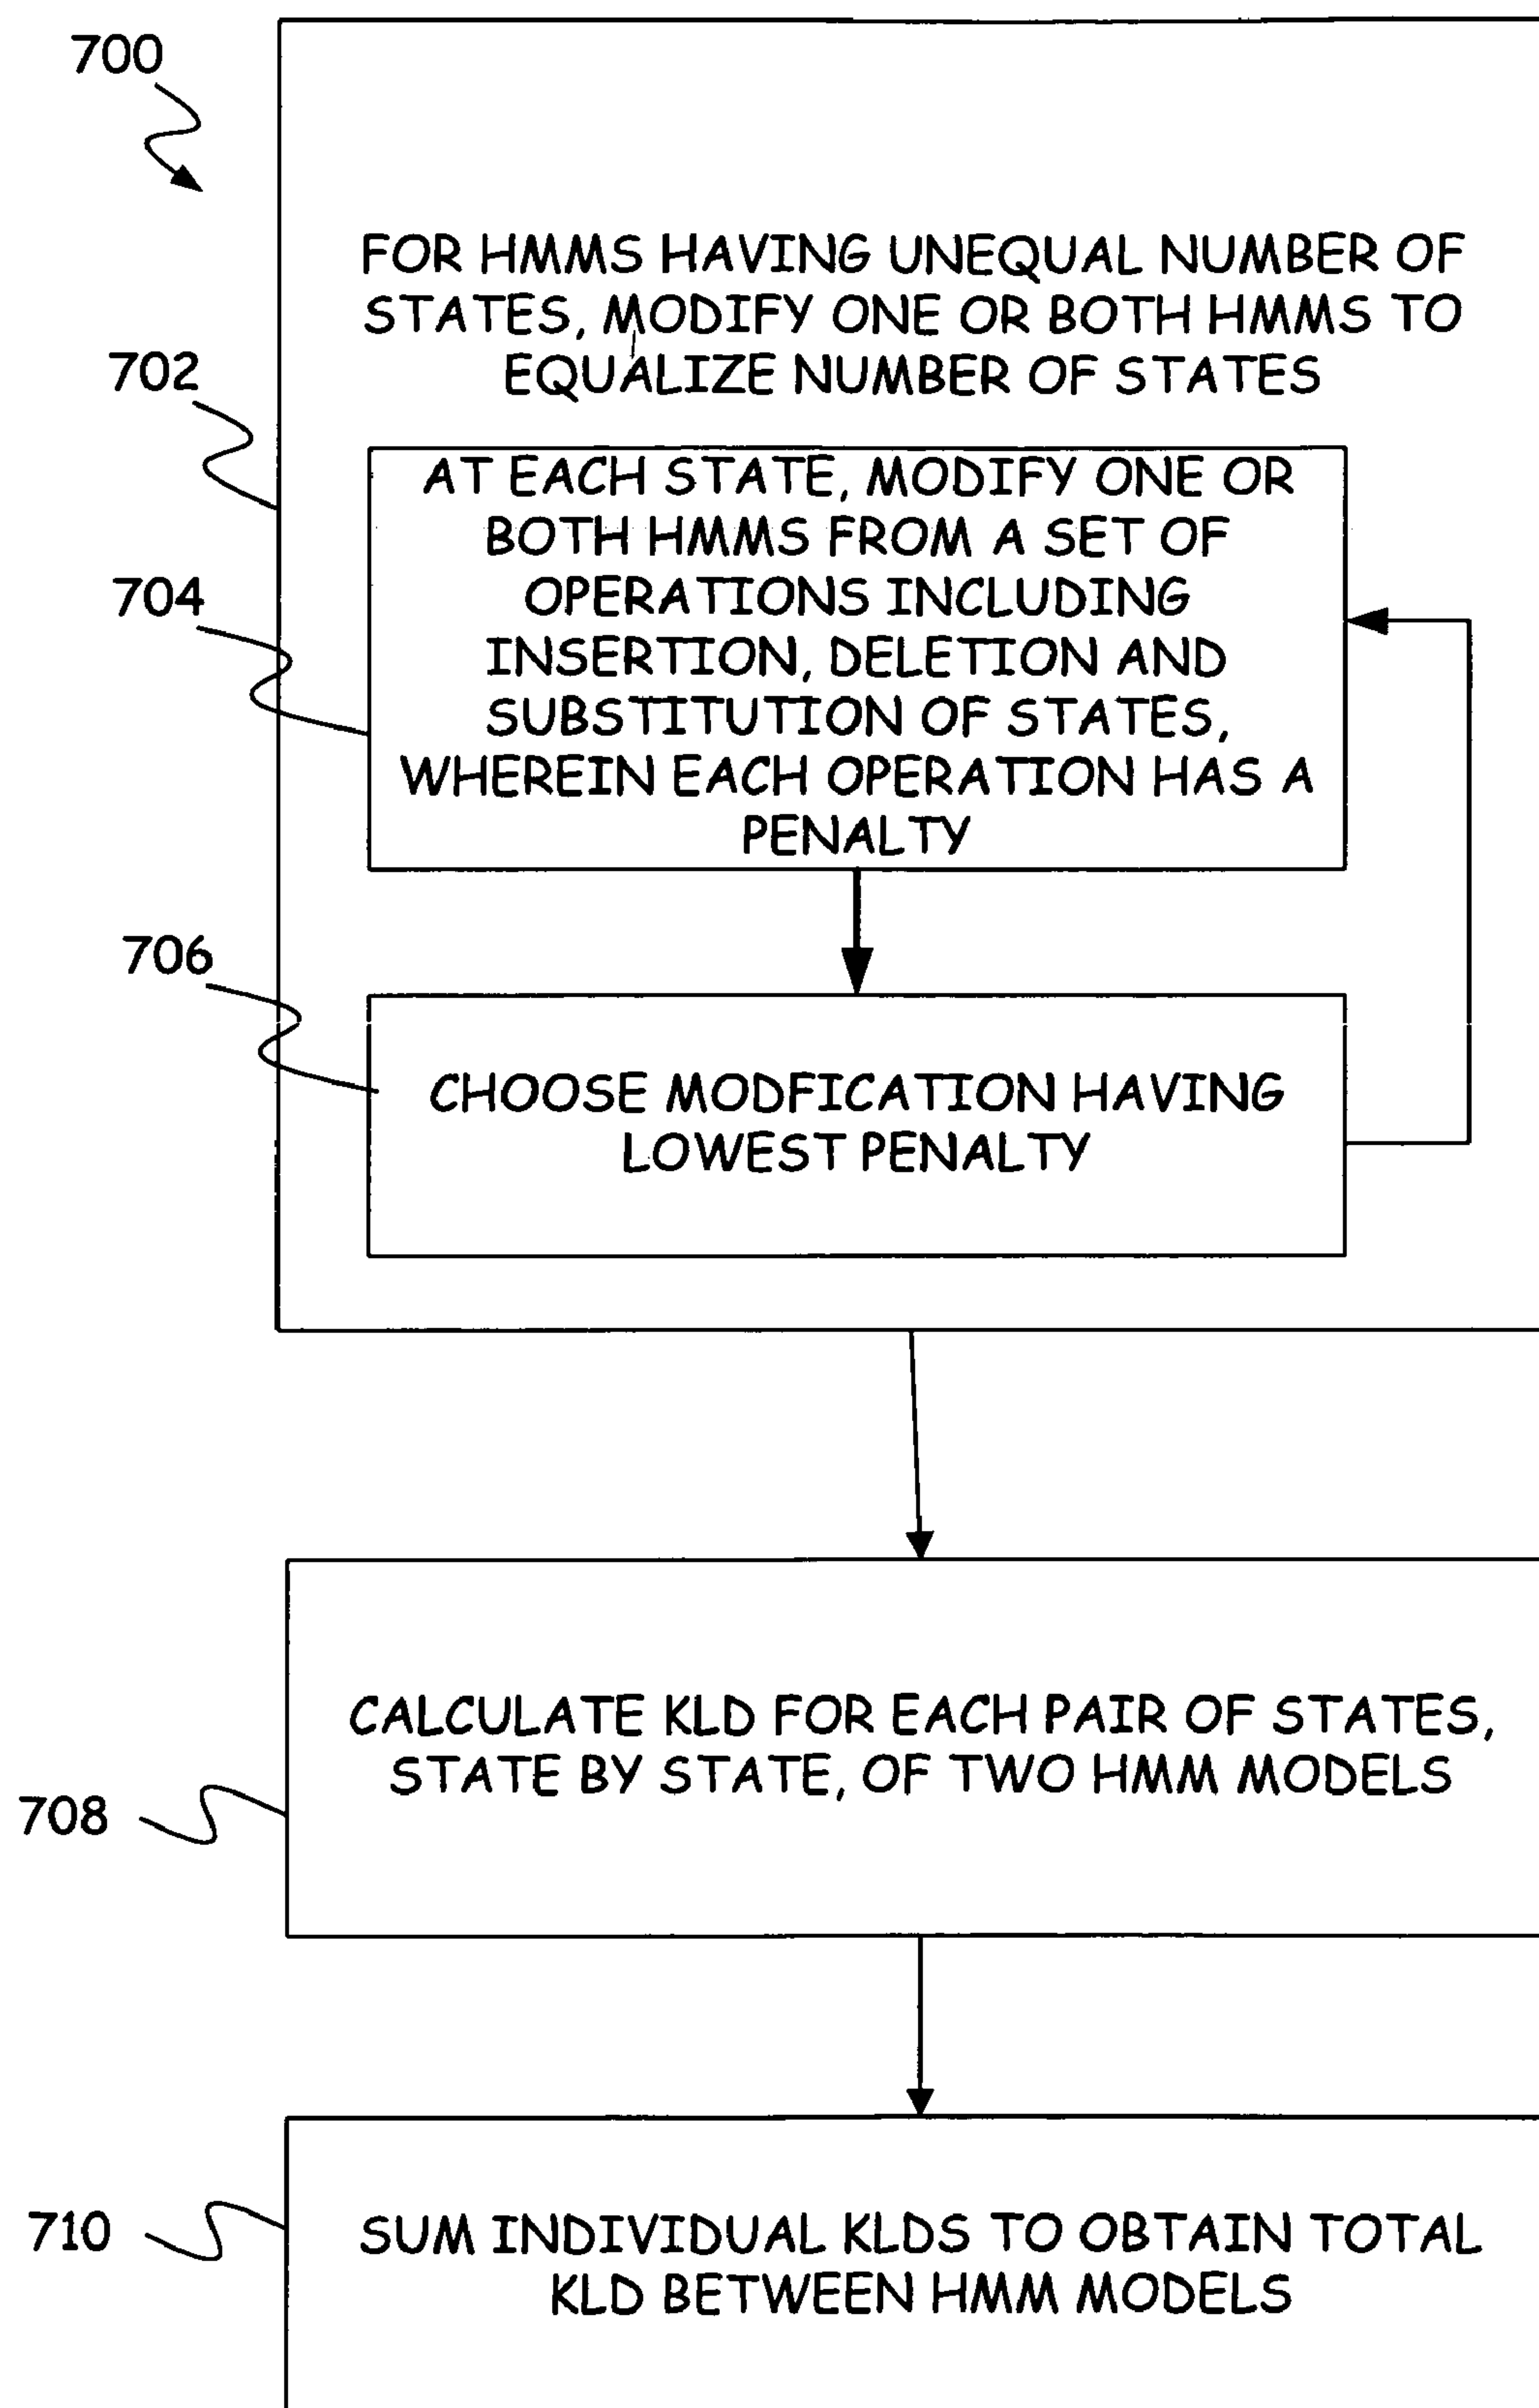 700
FOR HMMS HAVING UNEQUAL NUMBER OF
STATES, MODIFY ONE OR BOTH HMMS TO
EQUALIZE NUMBER OF STATES
702
AT EACH STATE, MODIFY ONE OR
BOTH HMMS FROM A SET OF
OPERATIONS INCLUDING
INSERTION, DELETION AND
SUBSTITUTION OF STATES,
WHEREIN EACH OPERATION HAS A
PENALTY
704
706
CHOOSE MODFICATION HAVING
LOWEST PENALTY
CALCULATE KLD FOR EACH PAIR OF STATES,
STATE BY STATE, OF TWO HMM MODELS
708
710
SUM INDIVIDUAL KLDS TO OBTAIN TOTAL
KLD BETWEEN HMM MODELS